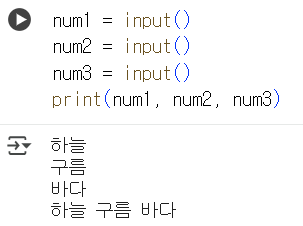 num1 = input()
num2 = input()
num3 = input()
print(num1, num2, num3)
하늘
구름
바다
하늘 구름 바다